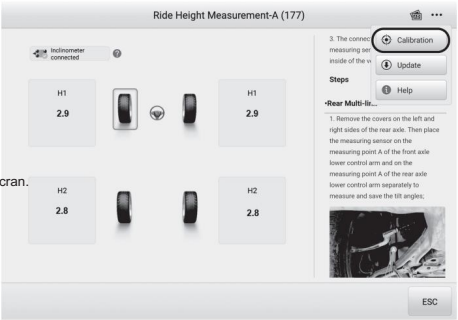 Ride Height Measurement-A (177)
Inclinometer
connected
H1
2.9
H1
2.9
cran.
H2
2.8
H2
2.8
3. The connec
measuring ser
inside of the v
Calibration
Update
Help
Steps
•Rear Multi-lin...
1. Remove the covers on the left and
right sides of the rear axle. Then place
the measuring sensor on the
measuring point A of the front axle
lower control arm and on the
measuring point A of the rear axle
lower control arm separately to
measure and save the tilt angles;
ESC